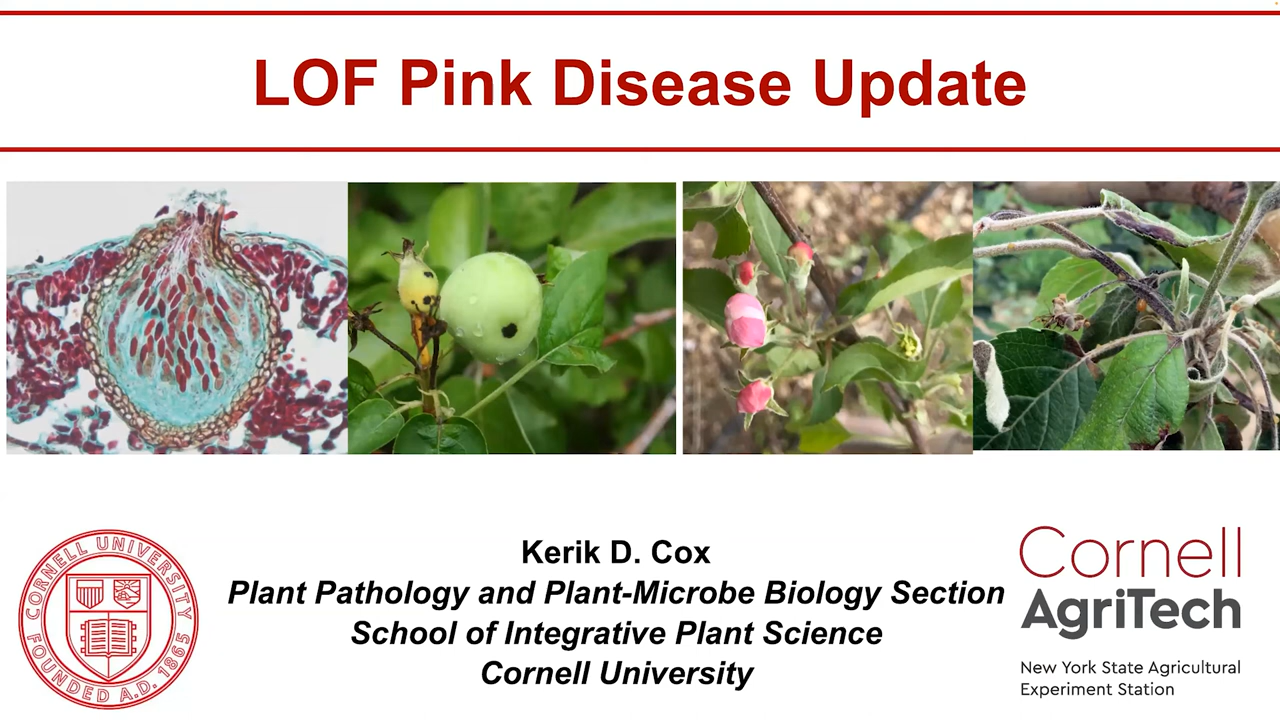 LOF Pink Disease Update
Kerik D. Cox
Plant Pathology and Plant-Microbe Biology Section
School of Integrative Plant Science
Cornell University
CORNELL UNIVERSITY
FOUNDED A.D. 1865
Cornell
AgriTech
New York State Agricultural
Experiment Station